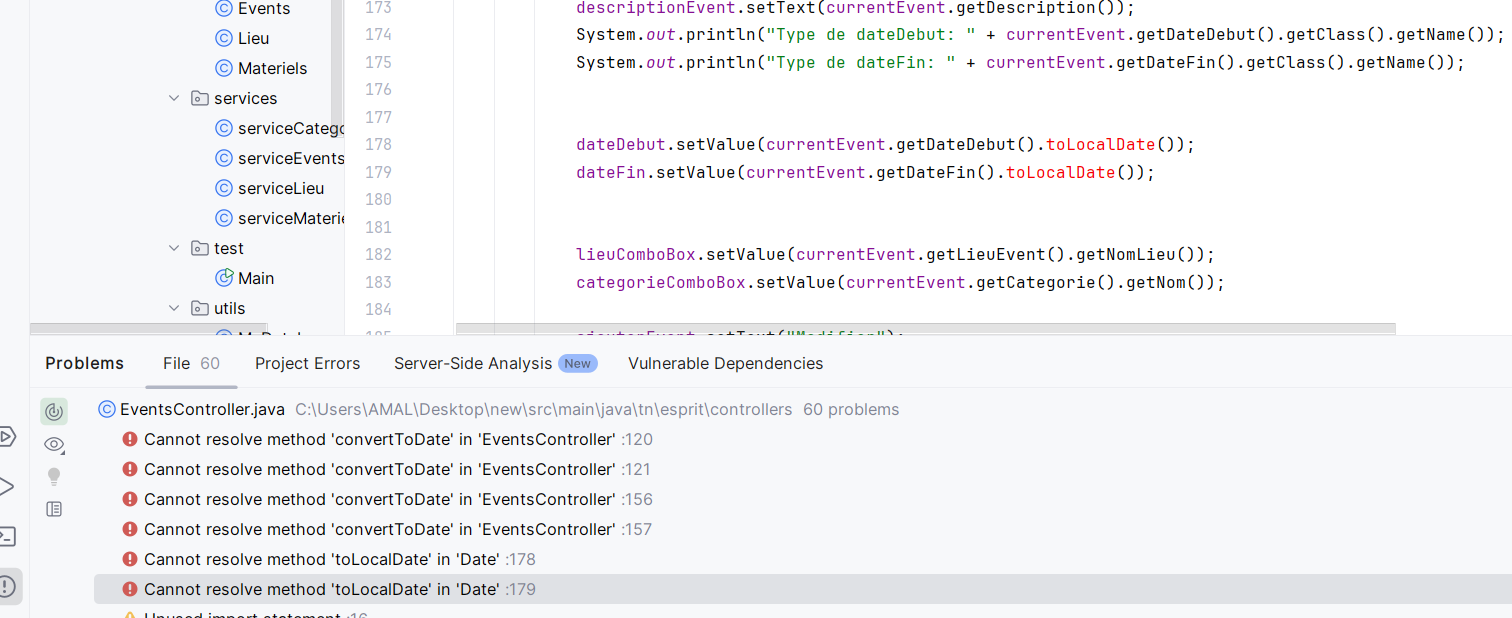 Events
Lieu
Materiels
services
serviceCatego
serviceEvents
serviceLieu
serviceMaterie
test
Main
utils
173 descriptionEvent.setText(currentEvent.getDescription());
174 System.out.println("Type de dateDebut: " + currentEvent.getDateDebut().getClass().getName());
175 System.out.println("Type de dateFin: " + currentEvent.getDateFin().getClass().getName());
176
177
178 dateDebut.setValue(currentEvent.getDateDebut().toLocalDate());
179 dateFin.setValue(currentEvent.getDateFin().toLocalDate());
180
181
182 lieuComboBox.setValue(currentEvent.getLieuEvent().getNomLieu());
183 categorieComboBox.setValue(currentEvent.getCategorie().getNom());
184
Problems File 60 Project Errors Server-Side Analysis New Vulnerable Dependencies
EventsController.java C:\Users\AMAL\Desktop\new\src\main\java\tn\esprit\controllers 60 problems
Cannot resolve method 'convertToDate' in 'EventsController' :120
Cannot resolve method 'convertToDate' in 'EventsController' :121
Cannot resolve method 'convertToDate' in 'EventsController' :156
Cannot resolve method 'convertToDate' in 'EventsController' :157
Cannot resolve method 'toLocalDate' in 'Date' :178
Cannot resolve method 'toLocalDate' in 'Date' :179
Unused import statement :16